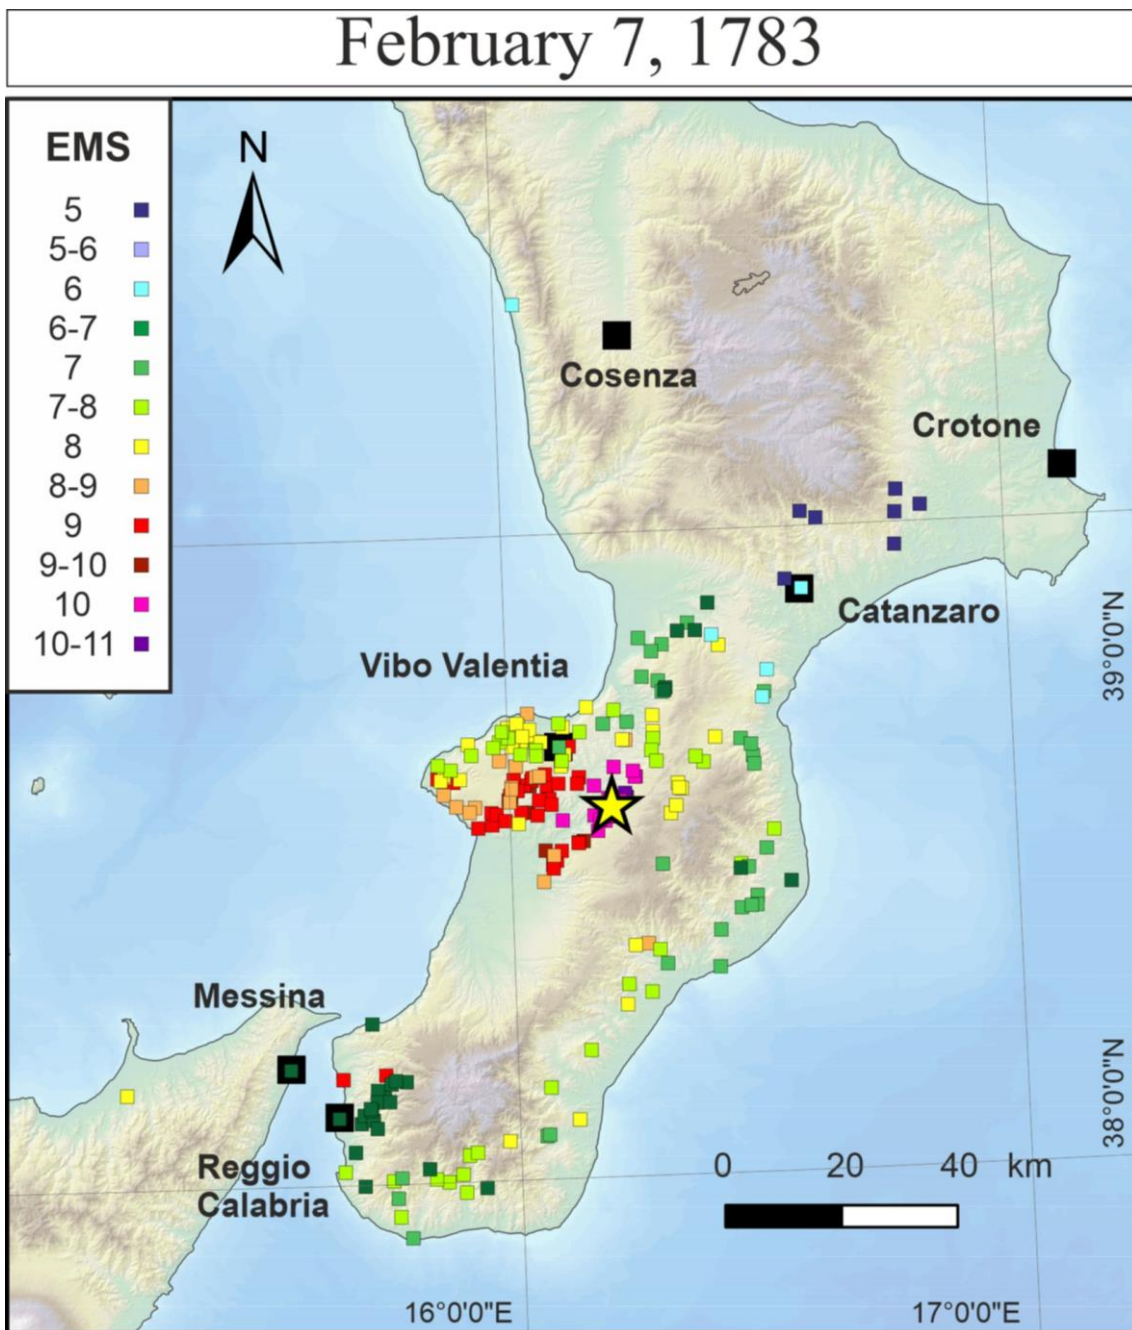 February 7, 1783
EMS
5
5-6
6
6-7
7
7-8
8
8-9
9
9-10
10
10-11
N
Cosenza
Crotone
Catanzaro
Vibo Valentia
39°0'0"N
Messina
Reggio
Calabria
38°0'0"N
0 20 40 km
16°0'0"E
17°0'0"E